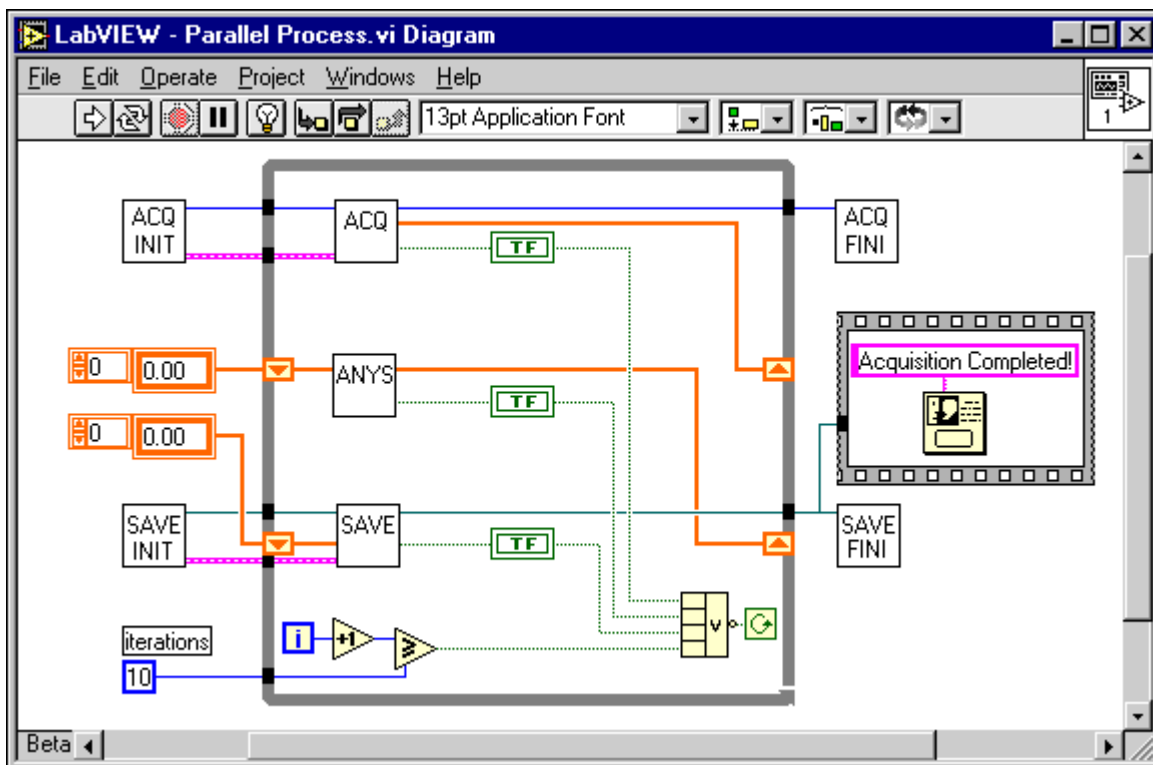 LabVIEW - Parallel Process.vi Diagram
File Edit Operate Project Windows Help
13pt Application Font
1
ACQ INIT
ACQ
ACQ FINI
TF
0 0.00
ANYS
TF
Acquisition Completed!
0 0.00
SAVE INIT
SAVE
TF
SAVE FINI
iterations
10
i
+1
≥
v
Beta